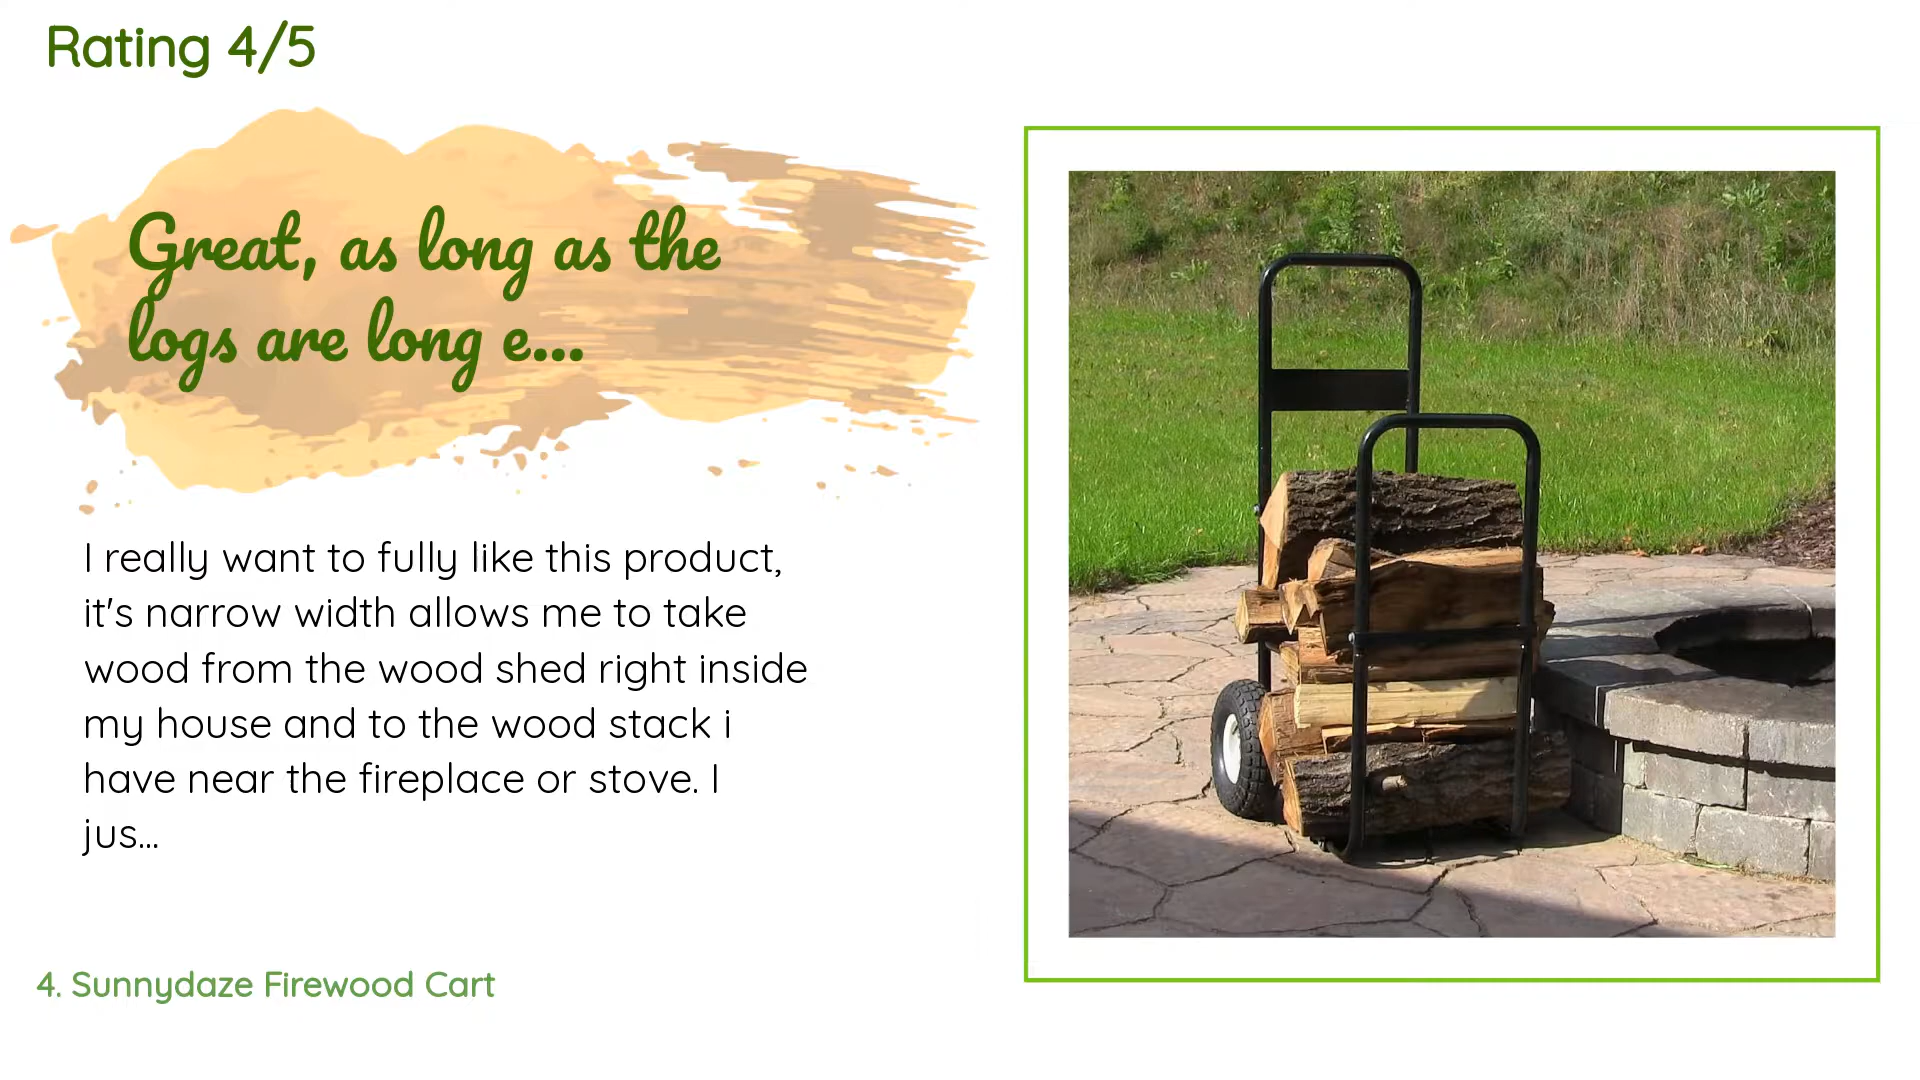 Rating 4/5
Great, as long as the
logs are long e...
I really want to fully like this product,
it's narrow width allows me to take
wood from the wood shed right inside
my house and to the wood stack i
have near the fireplace or stove. I
jus...
4. Sunnydaze Firewood Cart